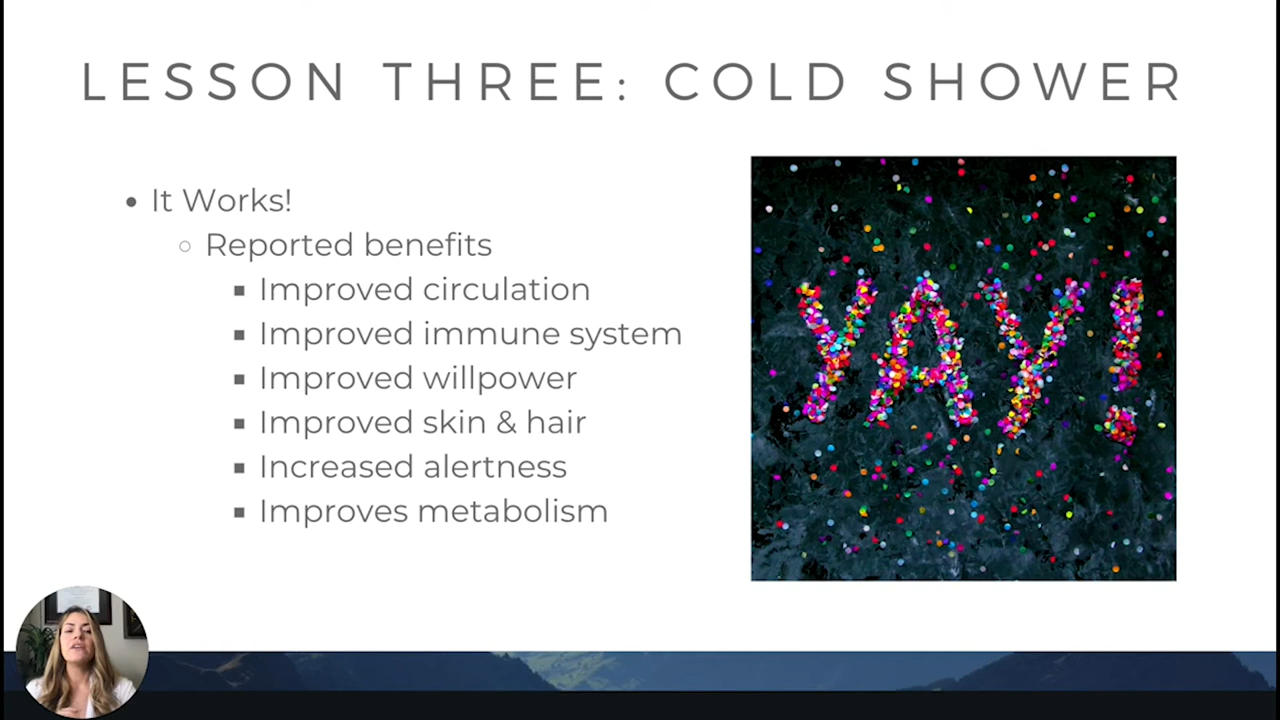 LESSON THREE: COLD SHOWER
It Works!
Reported benefits
Improved circulation
Improved immune system
Improved willpower
Improved skin & hair
Increased alertness
Improves metabolism
YAY!